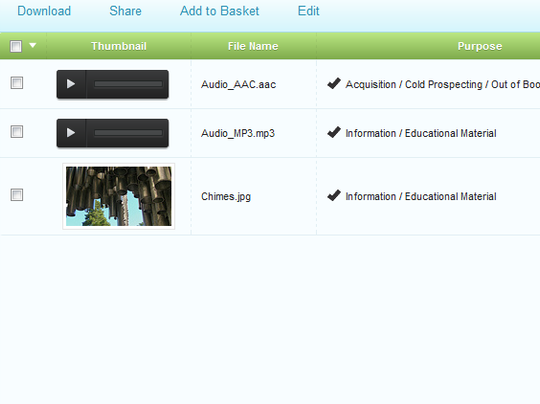 Download Share Add to Basket Edit
Thumbnail File Name Purpose
Audio_AAC.aac Acquisition / Cold Prospecting / Out of Boo
Audio_MP3.mp3 Information / Educational Material
Chimes.jpg Information / Educational Material